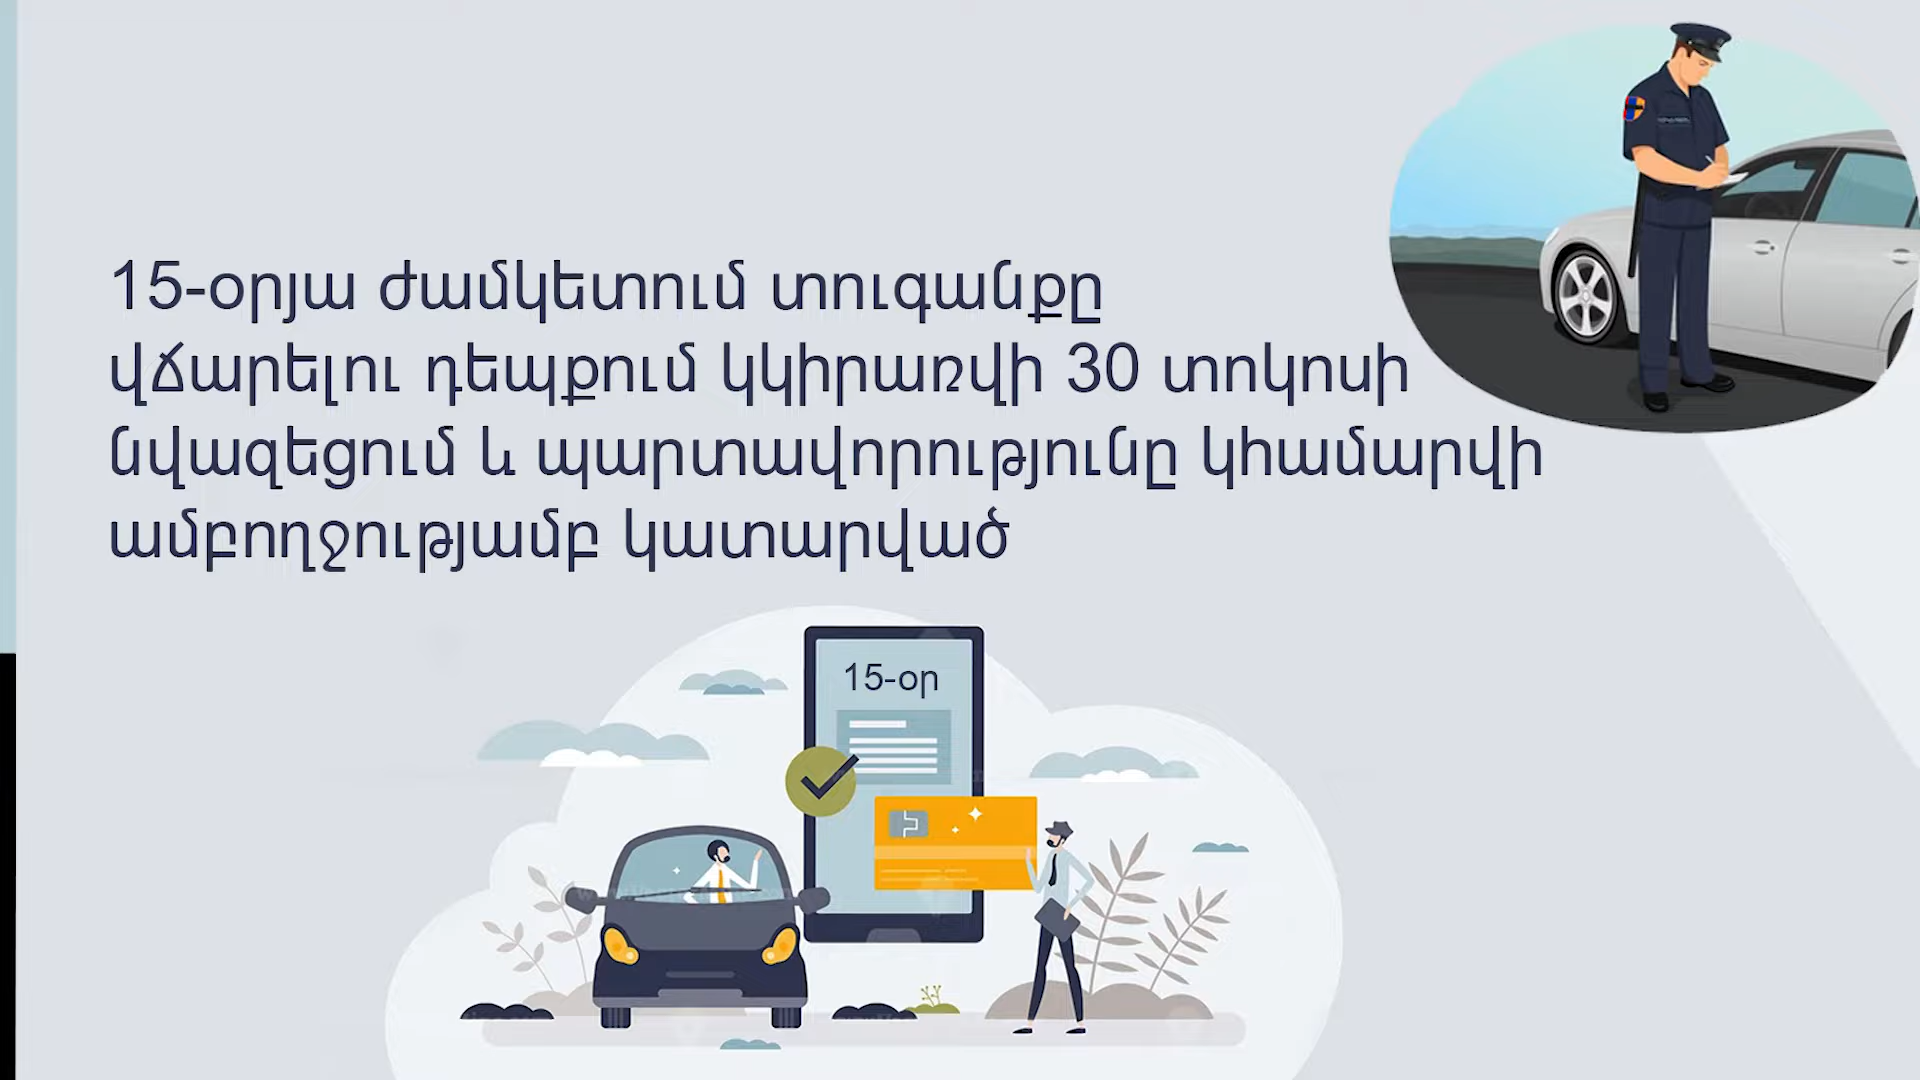 15-օրյա ժամկետում տուգանքը
վճարելու դեպքում կկիրառվի 30 տոկոսի
նվազեցում և պարտավորությունը կհամարվի
ամբողջությամբ կատարված
15-օր